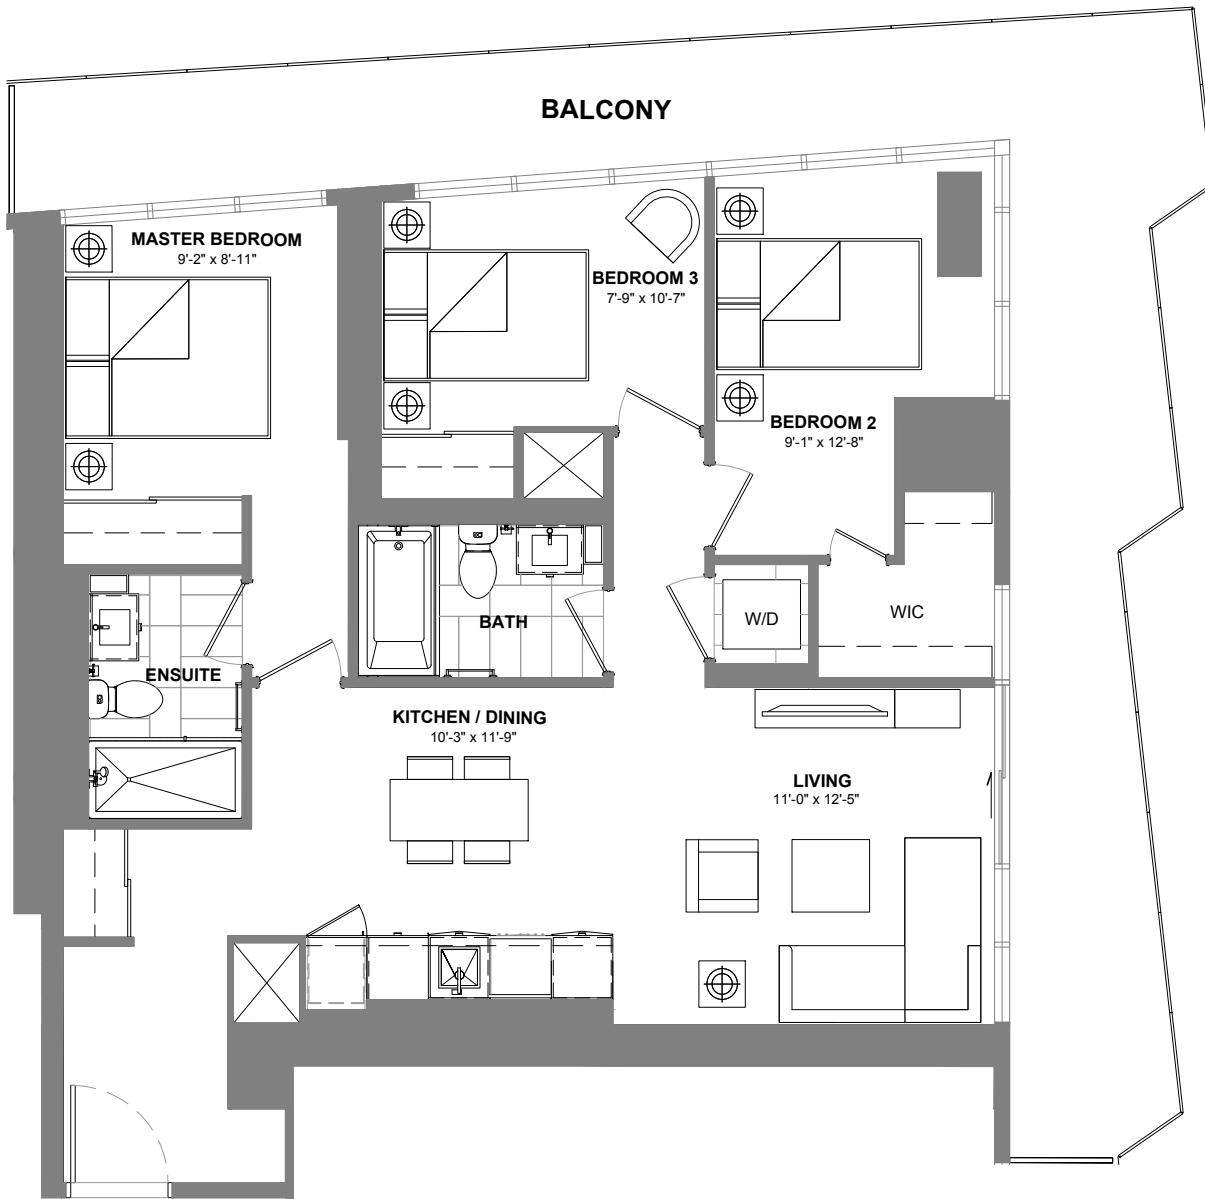 BALCONY
MASTER BEDROOM
9'-2" x 8'-11"
BEDROOM 3
7'-9" x 10'-7"
BEDROOM 2
9'-1" x 12'-8"
WIC
W/D
BATH
ENSUITE
KITCHEN / DINING
10'-3" x 11'-9"
LIVING
11'-0" x 12'-5"